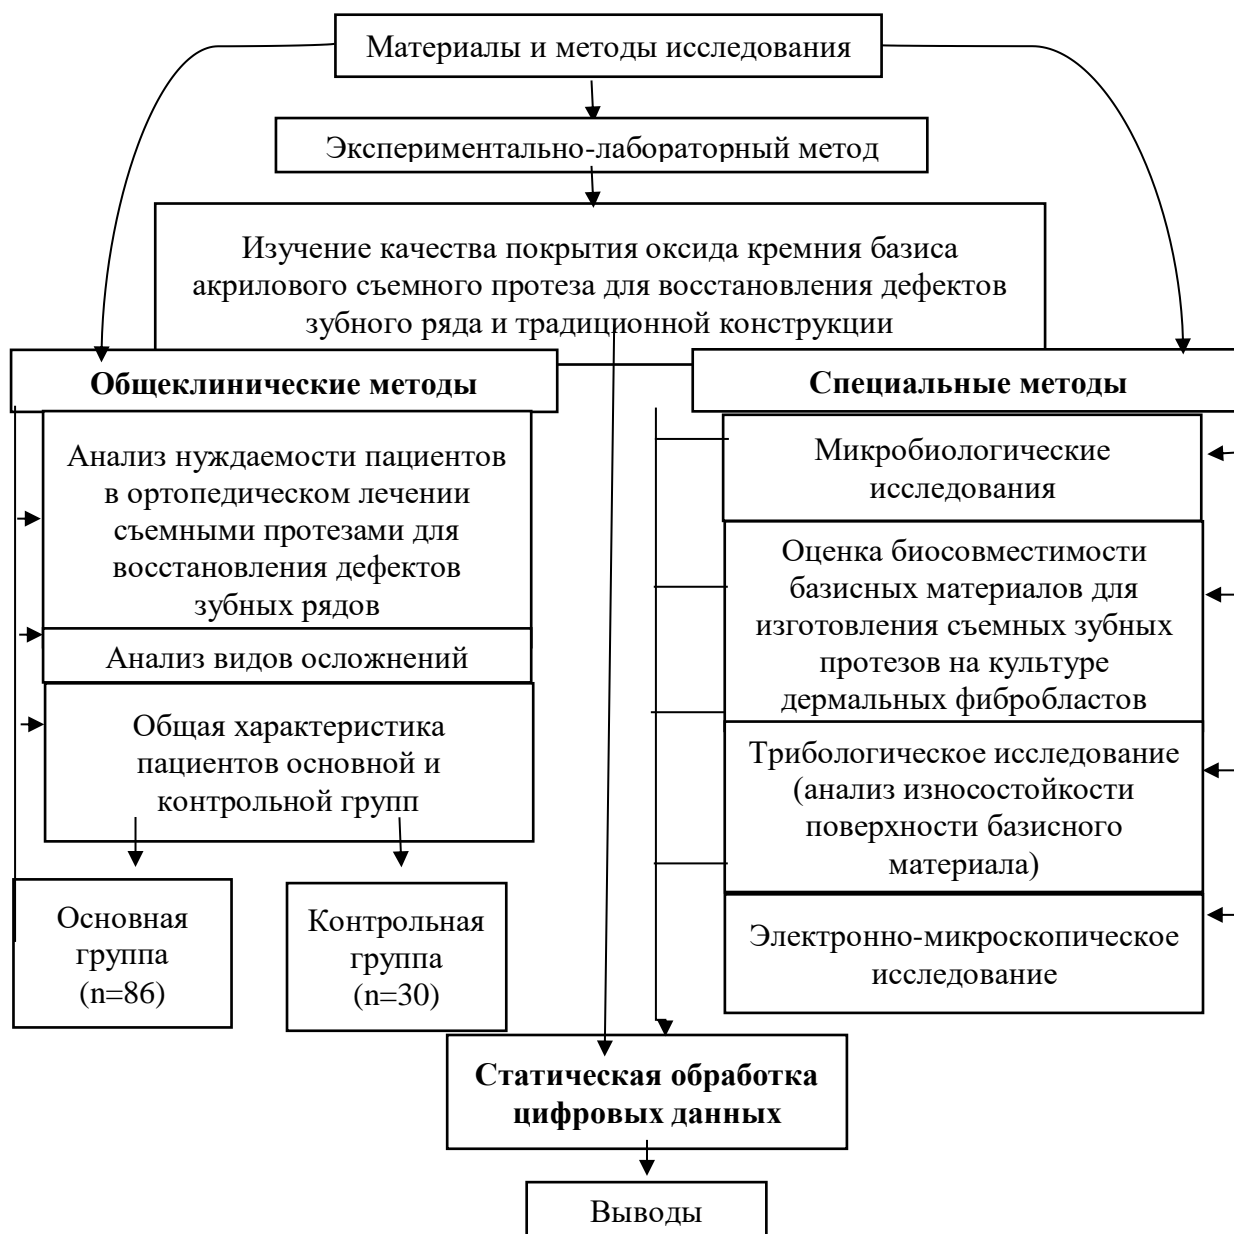 Материалы и методы исследования
Экспериментально-лабораторный метод
Изучение качества покрытия оксида кремния базиса
акрилового съемного протеза для восстановления дефектов
зубного ряда и традиционной конструкции
Общеклинические методы
Анализ нуждаемости пациентов
в ортопедическом лечении
съемными протезами для
восстановления дефектов
зубных рядов
Анализ видов осложнений
Общая характеристика
пациентов основной и
контрольной групп
Основная
группа
(n=86)
Контрольная
группа
(n=30)
Специальные методы
Микробиологические
исследования
Оценка биосовместимости
базисных материалов для
изготовления съемных зубных
протезов на культуре
дермальных фибробластов
Трибологическое исследование
(анализ износостойкости
поверхности базисного
материала)
Электронно-микроскопическое
исследование
Статическая обработка
цифровых данных
Выводы